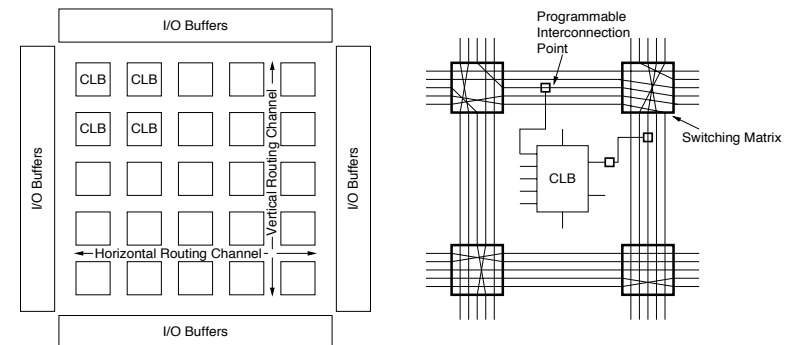 I/O Buffers
I/O Buffers
CLB
CLB
CLB
CLB
Vertical Routing Channel
Horizontal Routing Channel
I/O Buffers
I/O Buffers
Programmable
Interconnection
Point
Switching Matrix
CLB